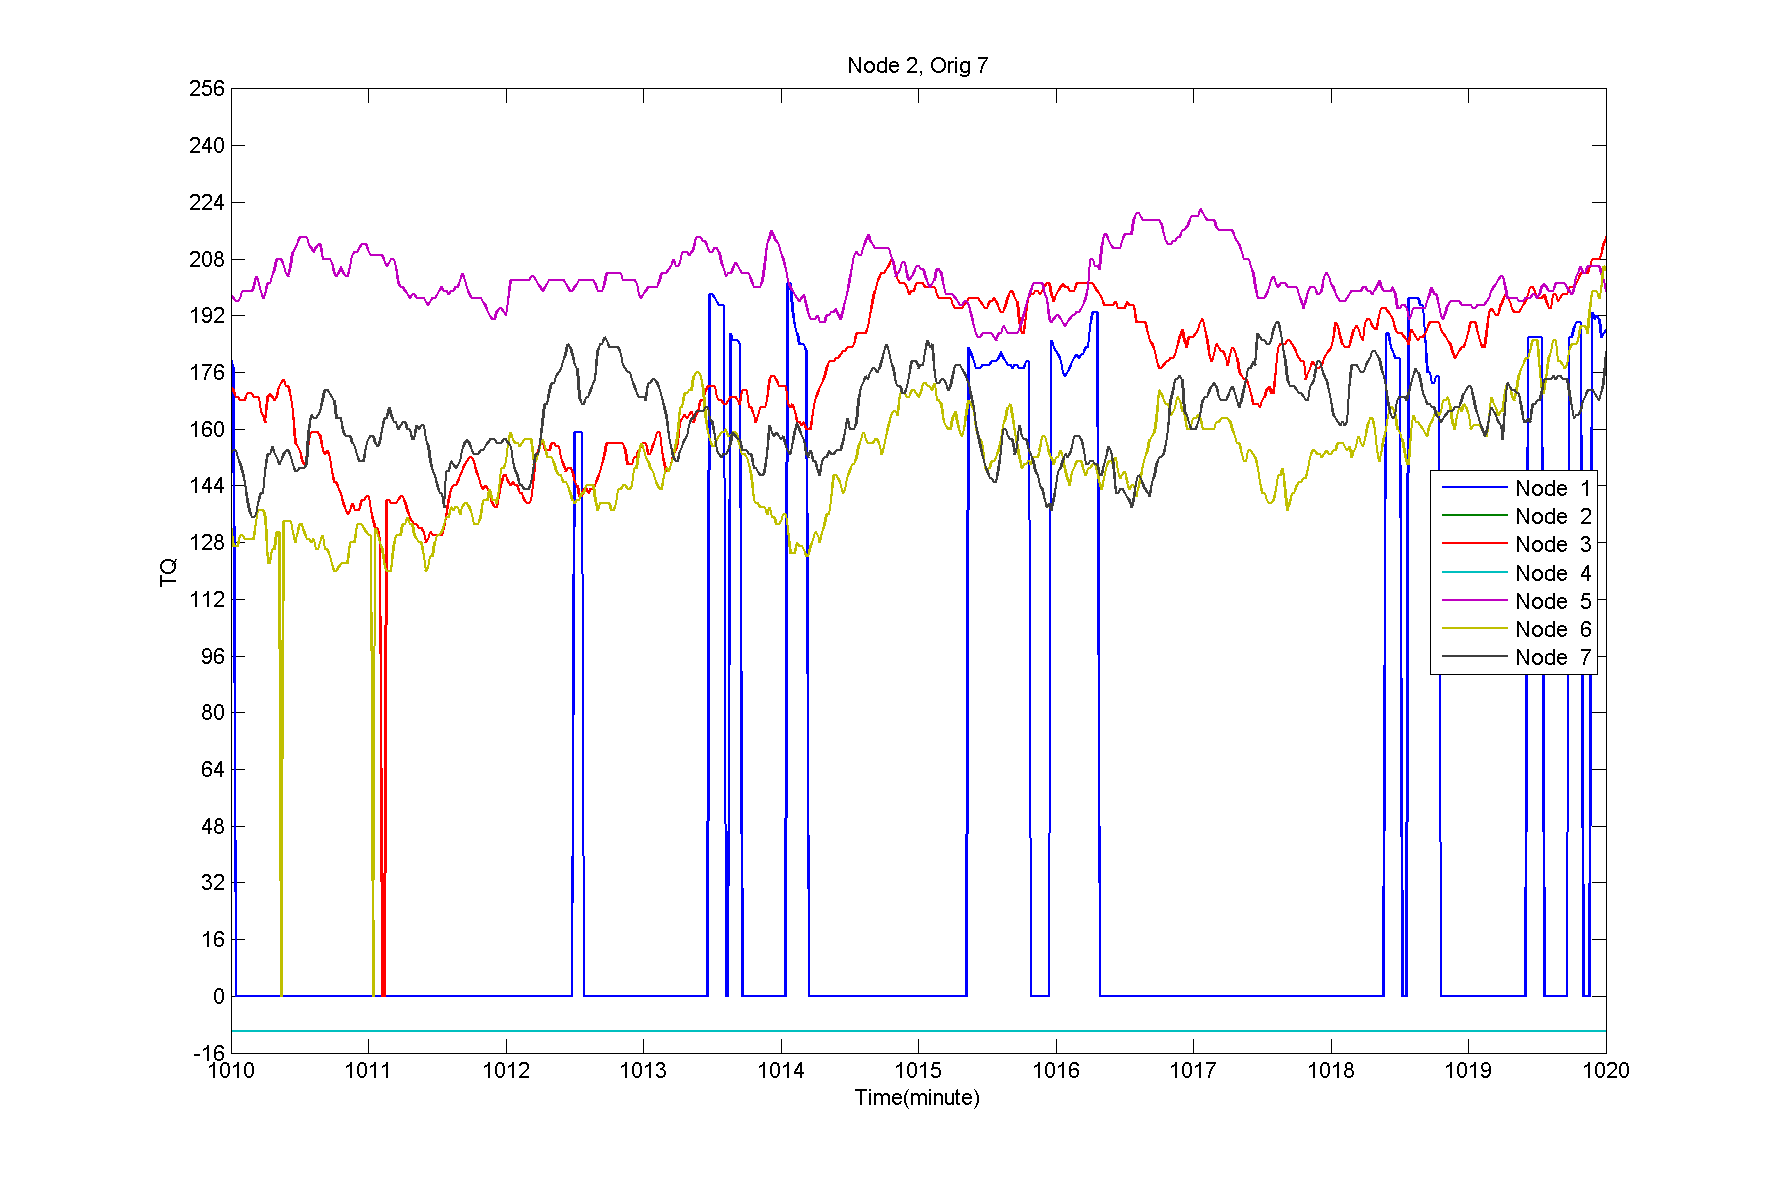 Node 2, Orig 7
256
240
224
208
192
176
160
144
128
112
96
80
64
48
32
16
0
-16
TQ
Node 1
Node 2
Node 3
Node 4
Node 5
Node 6
Node 7
1010 1011 1012 1013 1014 1015 1016 1017 1018 1019 1020
Time(minute)